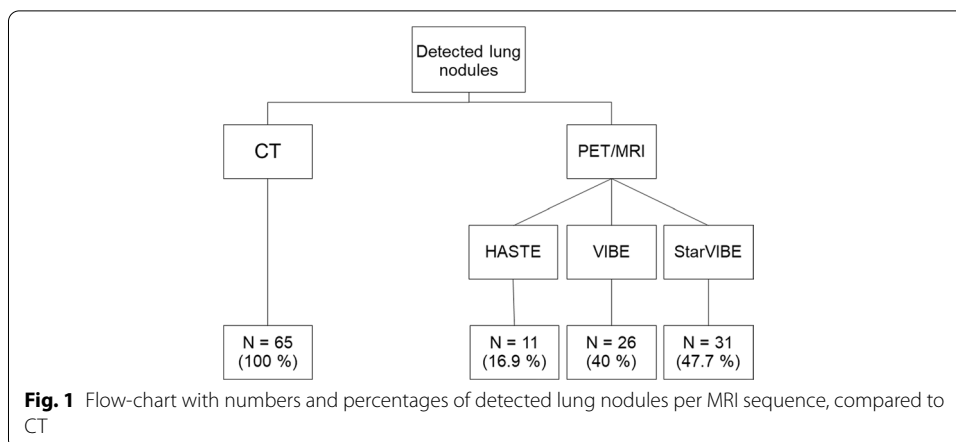 Detected lung
nodules
CT
PET/MRI
HASTE
VIBE
StarVIBE
N = 65
(100 %)
N = 11
(16.9 %)
N = 26
(40 %)
N = 31
(47.7 %)
Fig. 1 Flow-chart with numbers and percentages of detected lung nodules per MRI sequence, compared to
CT